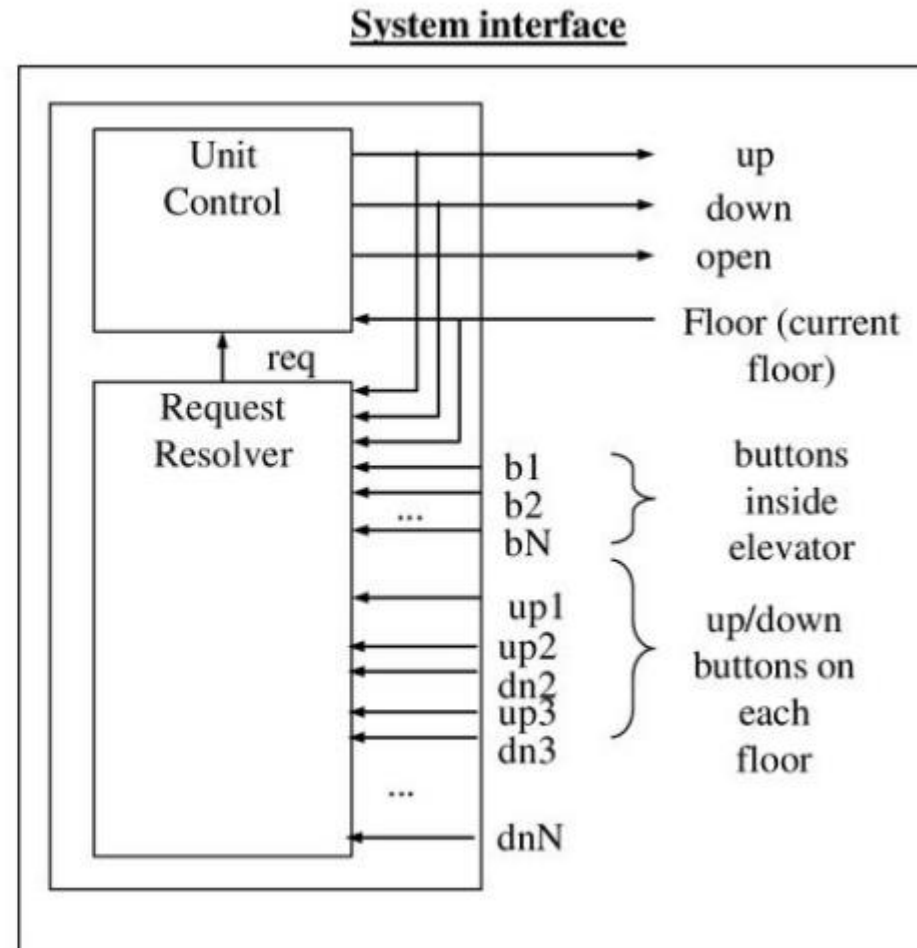 System interface
Unit
Control
up
down
open
Floor (current
floor)
req
Request
Resolver
b1
b2
...
bN
buttons
inside
elevator
up1
up2
dn2
up3
dn3
...
dnN
up/down
buttons on
each
floor